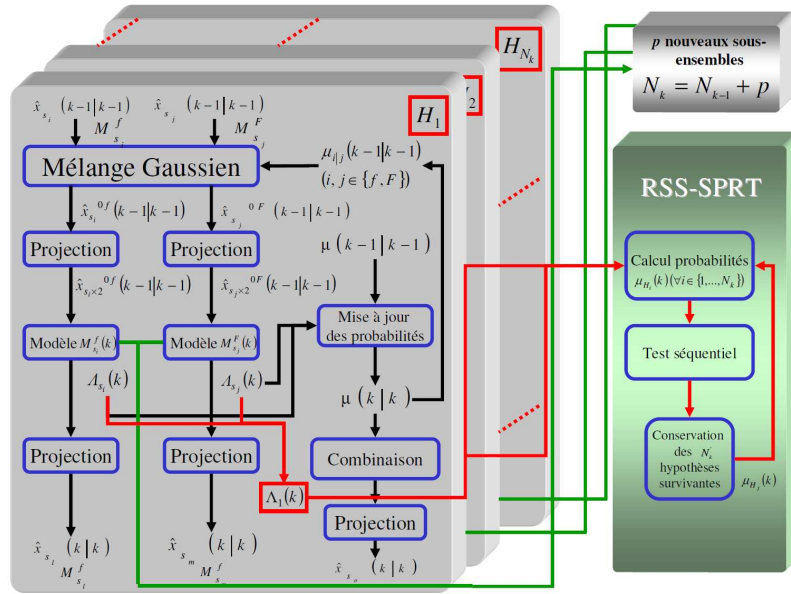 H_{N_k}
H_1
x̂_{s_i} (k−1|k−1)
M^f_{s_i}
x̂_{s_j} (k−1|k−1)
M^F_{s_j}
Mélange Gaussien
μ_{i|j}(k−1|k−1)
(i, j ∈ {f, F})
x̂_{s_i}^{0f}(k−1|k−1)
x̂_{s_j}^{0F}(k−1|k−1)
Projection
Projection
μ(k−1|k−1)
x̂_{s_i×2}^{0f}(k−1|k−1)
x̂_{s_j×2}^{0F}(k−1|k−1)
Modèle M^f_{s_i}(k)
Modèle M^F_{s_j}(k)
Mise à jour
des probabilités
Λ_{s_i}(k)
Λ_{s_j}(k)
μ(k|k)
Projection
Projection
Combinaison
Λ_1(k)
Projection
x̂_{s_l}(k|k)
M^f_{s_l}
x̂_{s_m}(k|k)
x̂_{s_o}(k|k)
p nouveaux sous-
ensembles
N_k = N_{k-1} + p
RSS-SPRT
Calcul probabilités
μ_{H_i}(k)(∀i∈{1,...,N_k})
Test séquentiel
Conservation
des N_k
hypothèses
survivantes
μ_{H_j}(k)